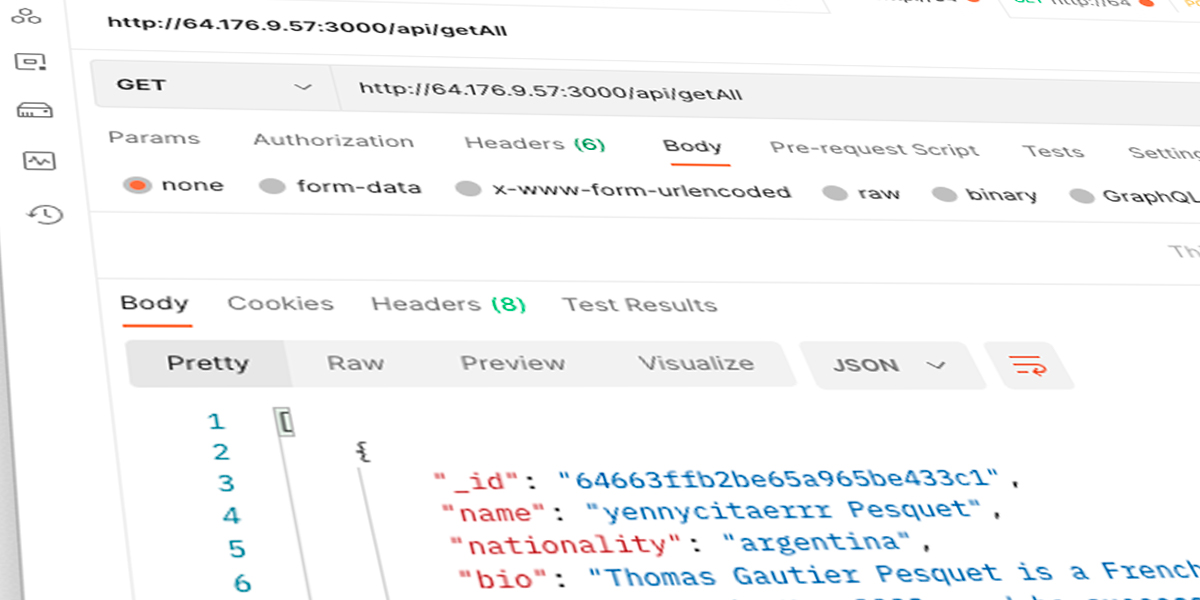 http://64.176.9.57:3000/api/getAll
GET http://64.176.9.57:3000/api/getAll
Params Authorization Headers (6) Body Pre-request Script Tests
none form-data x-www-form-urlencoded raw binary GraphQL
Body Cookies Headers (8) Test Results
Pretty Raw Preview Visualize JSON
1 [
2 {
3 "_id": "64663ffb2be65a965be433c1",
4 "name": "yennycitaerrr Pesquet",
5 "nationality": "argentina",
6 "bio": "Thomas Gautier Pesquet is a French